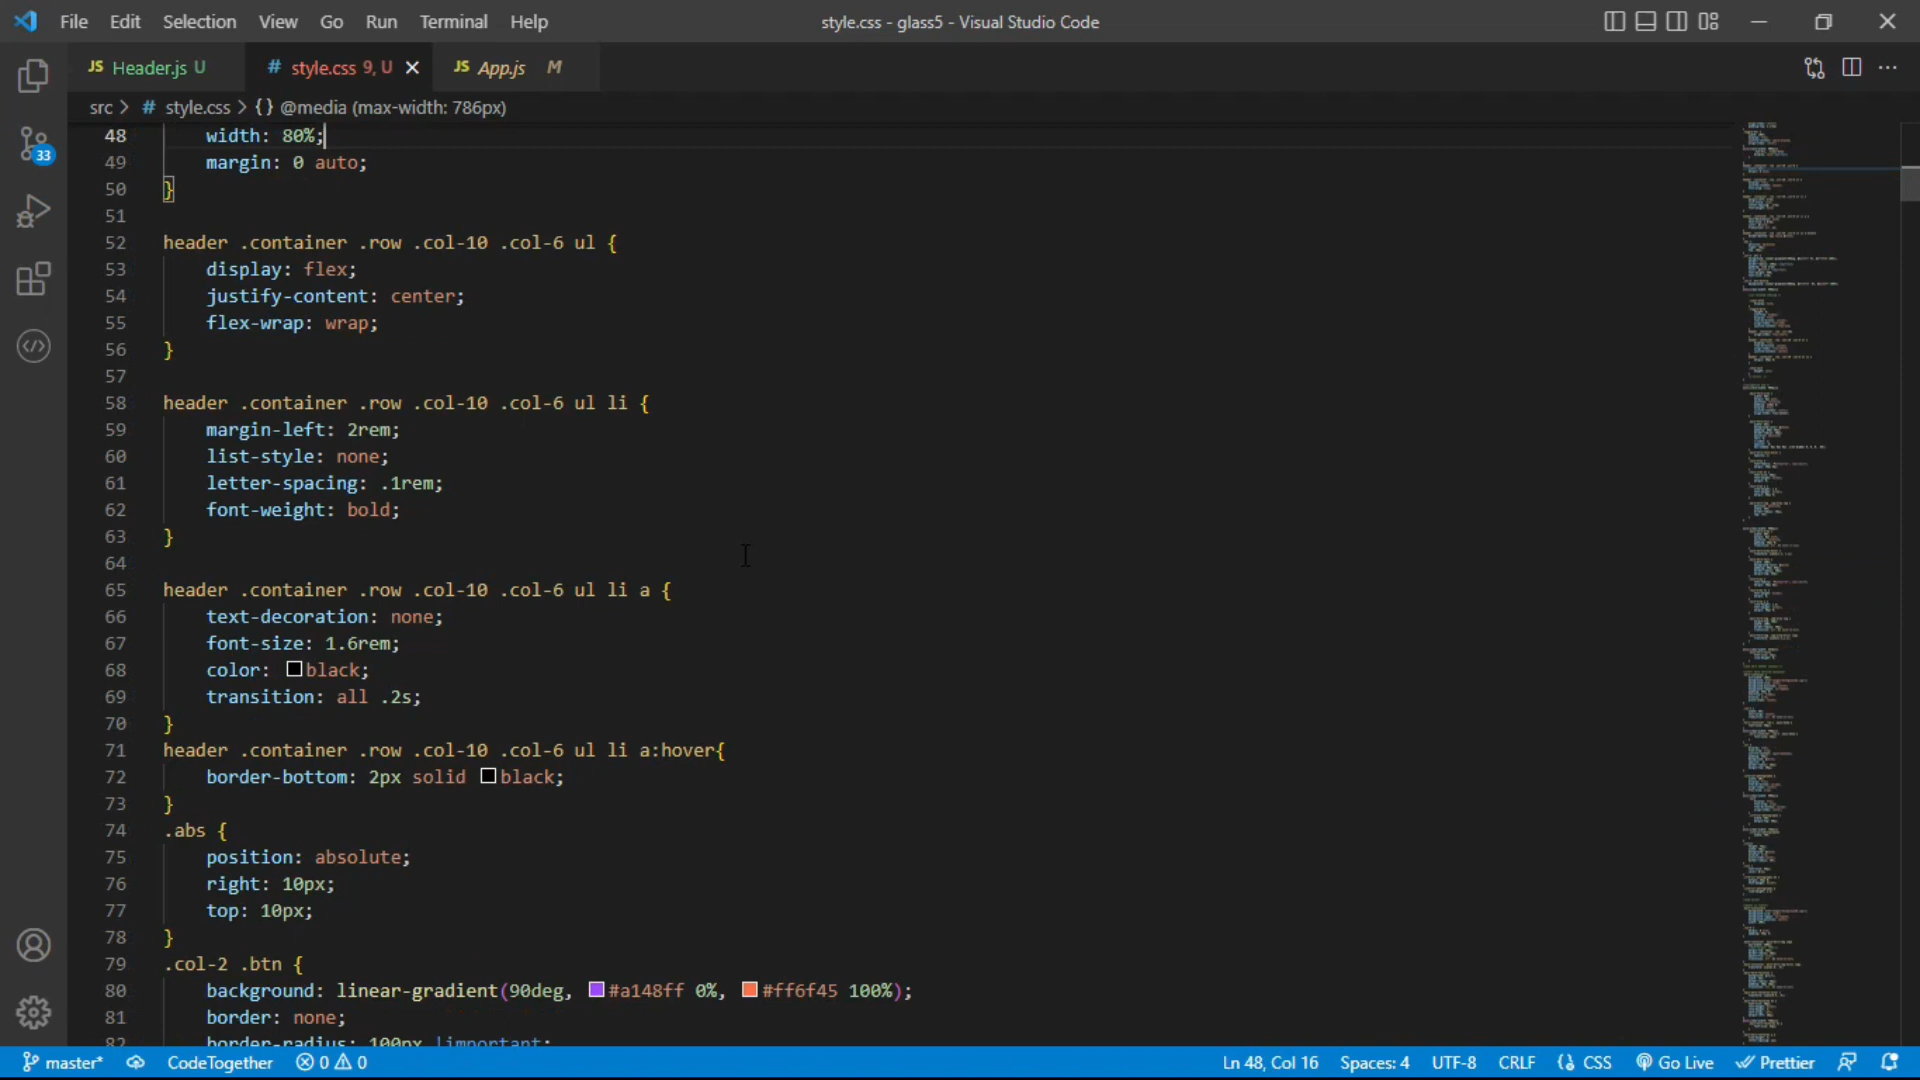 File Edit Selection View Go Run Terminal Help
style.css - glass5 - Visual Studio Code
JS Header.js U
# style.css 9, U
JS App.js M
src > # style.css > {} @media (max-width: 786px)
48 width: 80%;
49 margin: 0 auto;
50 }
51
52 header .container .row .col-10 .col-6 ul {
53 display: flex;
54 justify-content: center;
55 flex-wrap: wrap;
56 }
57
58 header .container .row .col-10 .col-6 ul li {
59 margin-left: 2rem;
60 list-style: none;
61 letter-spacing: .1rem;
62 font-weight: bold;
63 }
64
65 header .container .row .col-10 .col-6 ul li a {
66 text-decoration: none;
67 font-size: 1.6rem;
68 color: black;
69 transition: all .2s;
70 }
71 header .container .row .col-10 .col-6 ul li a:hover{
72 border-bottom: 2px solid black;
73 }
74 .abs {
75 position: absolute;
76 right: 10px;
77 top: 10px;
78 }
79 .col-2 .btn {
80 background: linear-gradient(90deg, #a148ff 0%, #ff6f45 100%);
81 border: none;
82 border-radius: 100px !important;
33
master* CodeTogether 0 0 Ln 48, Col 16 Spaces: 4 UTF-8 CRLF {} CSS Go Live Prettier